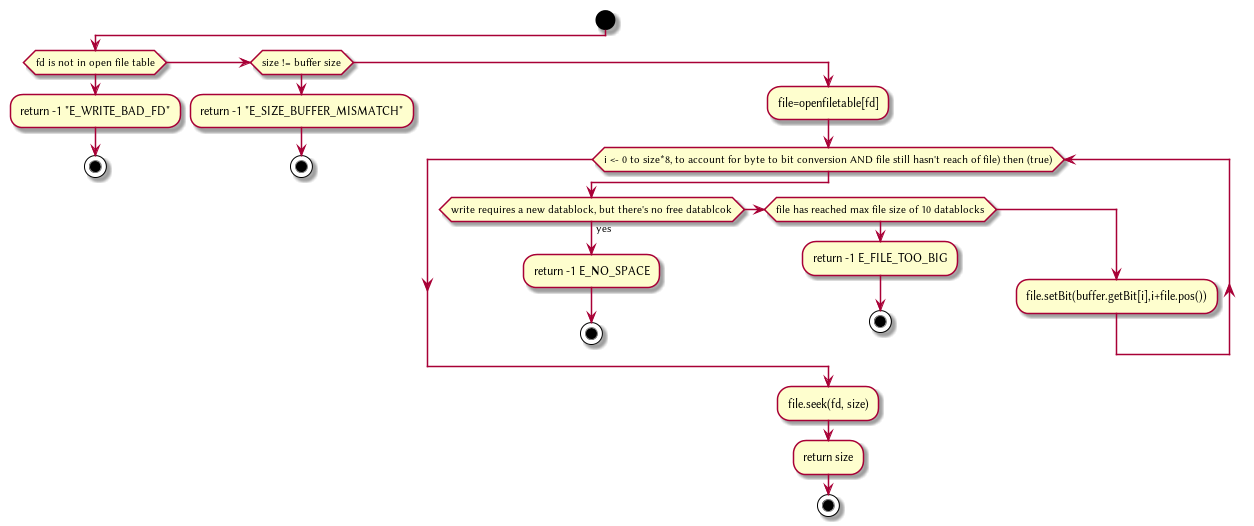 fd is not in open file table
size != buffer size
return -1 "E_WRITE_BAD_FD"
return -1 "E_SIZE_BUFFER_MISMATCH"
file=openfiletable[fd]
i <- 0 to size*8, to account for byte to bit conversion AND file still hasn't reach of file) then (true)
write requires a new datablock, but there's no free datablcok
file has reached max file size of 10 datablocks
yes
return -1 E_NO_SPACE
return -1 E_FILE_TOO_BIG
file.setBit(buffer.getBit[i],i+file.pos())
file.seek(fd, size)
return size